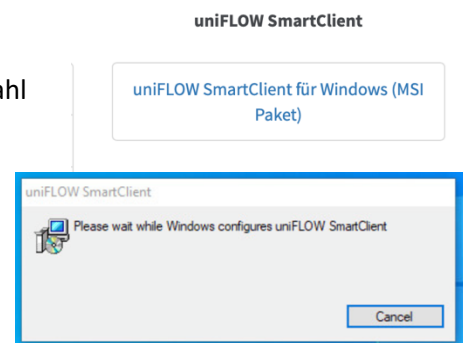 uniFLOW SmartClient
uniFLOW SmartClient für Windows (MSI
Paket)
uniFLOW SmartClient
Please wait while Windows configures uniFLOW SmartClient
Cancel